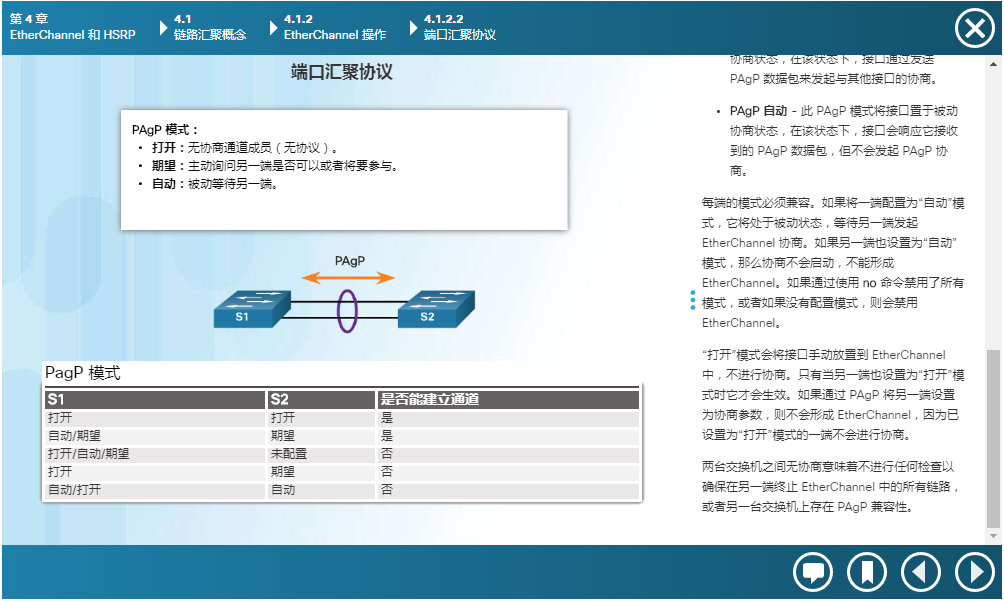 第 4 章
EtherChannel 和 HSRP
4.1
链路汇聚概念
4.1.2
EtherChannel 操作
4.1.2.2
端口汇聚协议
端口汇聚协议
PAgP 模式：
• 打开：无协商通道成员（无协议）。
• 期望：主动询问另一端是否可以或者将要参与。
• 自动：被动等待另一端。
PAgP
S1
S2
PagP 模式
S1 S2 是否能建立通道
打开 打开 是
自动/期望 期望 是
打开/自动/期望 未配置 否
打开 期望 否
自动/打开 自动 否
协商状态，在该状态下，接口通过发送
PAgP 数据包来发起与其他接口的协商。
• PAgP 自动 - 此 PAgP 模式将接口置于被动
协商状态，在该状态下，接口会响应它接收
到的 PAgP 数据包，但不会发起 PAgP 协
商。
每端的模式必须兼容。如果将一端配置为“自动”模
式，它将处于被动状态，等待另一端发起
EtherChannel 协商。如果另一端也设置为“自动”
模式，那么协商不会启动，不能形成
EtherChannel。如果通过使用 no 命令禁用了所有
模式，或者如果没有配置模式，则会禁用
EtherChannel。
“打开”模式会将接口手动放置到 EtherChannel
中，不进行协商。只有当另一端也设置为“打开”模
式时它才会生效。如果通过 PAgP 将另一端设置
为协商参数，则不会形成 EtherChannel，因为已
设置为“打开”模式的一端不会进行协商。
两台交换机之间无协商意味着不进行任何检查以
确保在另一端终止 EtherChannel 中的所有链路，
或者另一台交换机上存在 PAgP 兼容性。